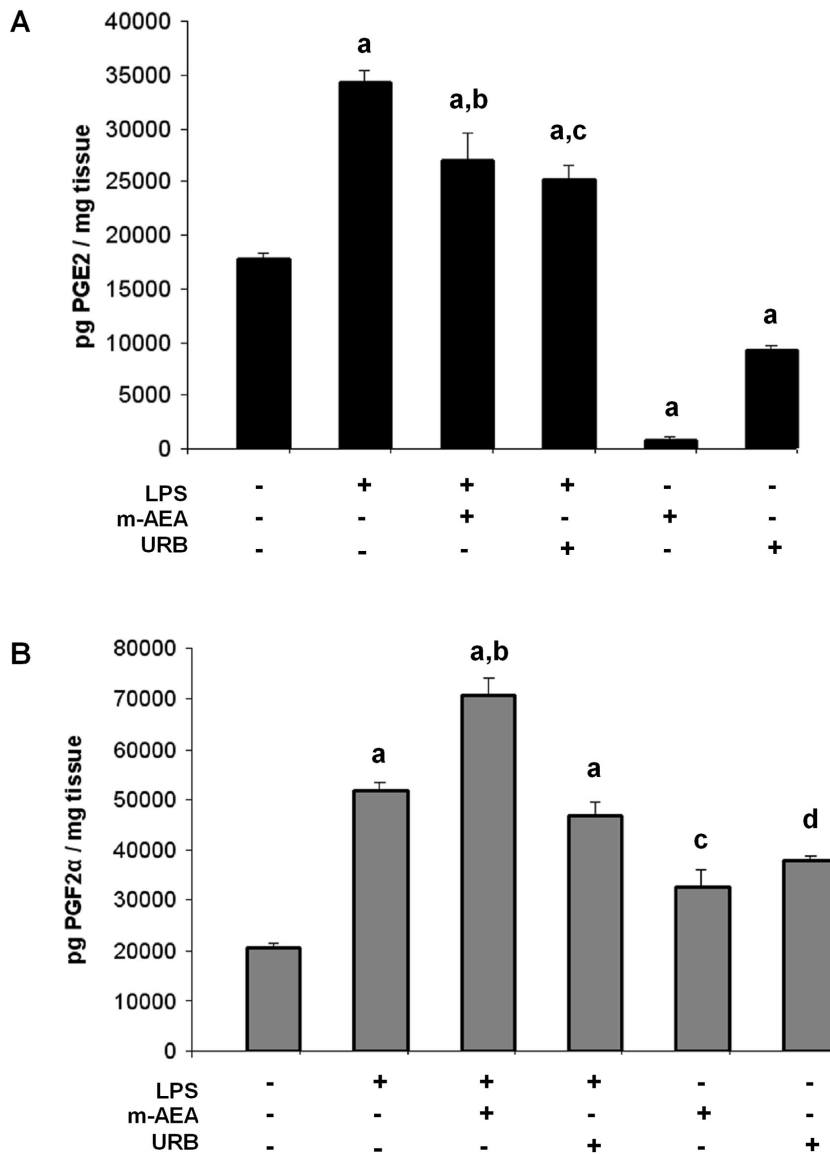 A
pg PGE2 / mg tissue
40000
35000
30000
25000
20000
15000
10000
5000
0
a
a,b
a,c
a
a
LPS - + + + - -
m-AEA - - + - + -
URB - - - + - +
B
pg PGF2α / mg tissue
80000
70000
60000
50000
40000
30000
20000
10000
0
a
a,b
a
c
d
LPS - + + + - -
m-AEA - - + - + -
URB - - - + - +